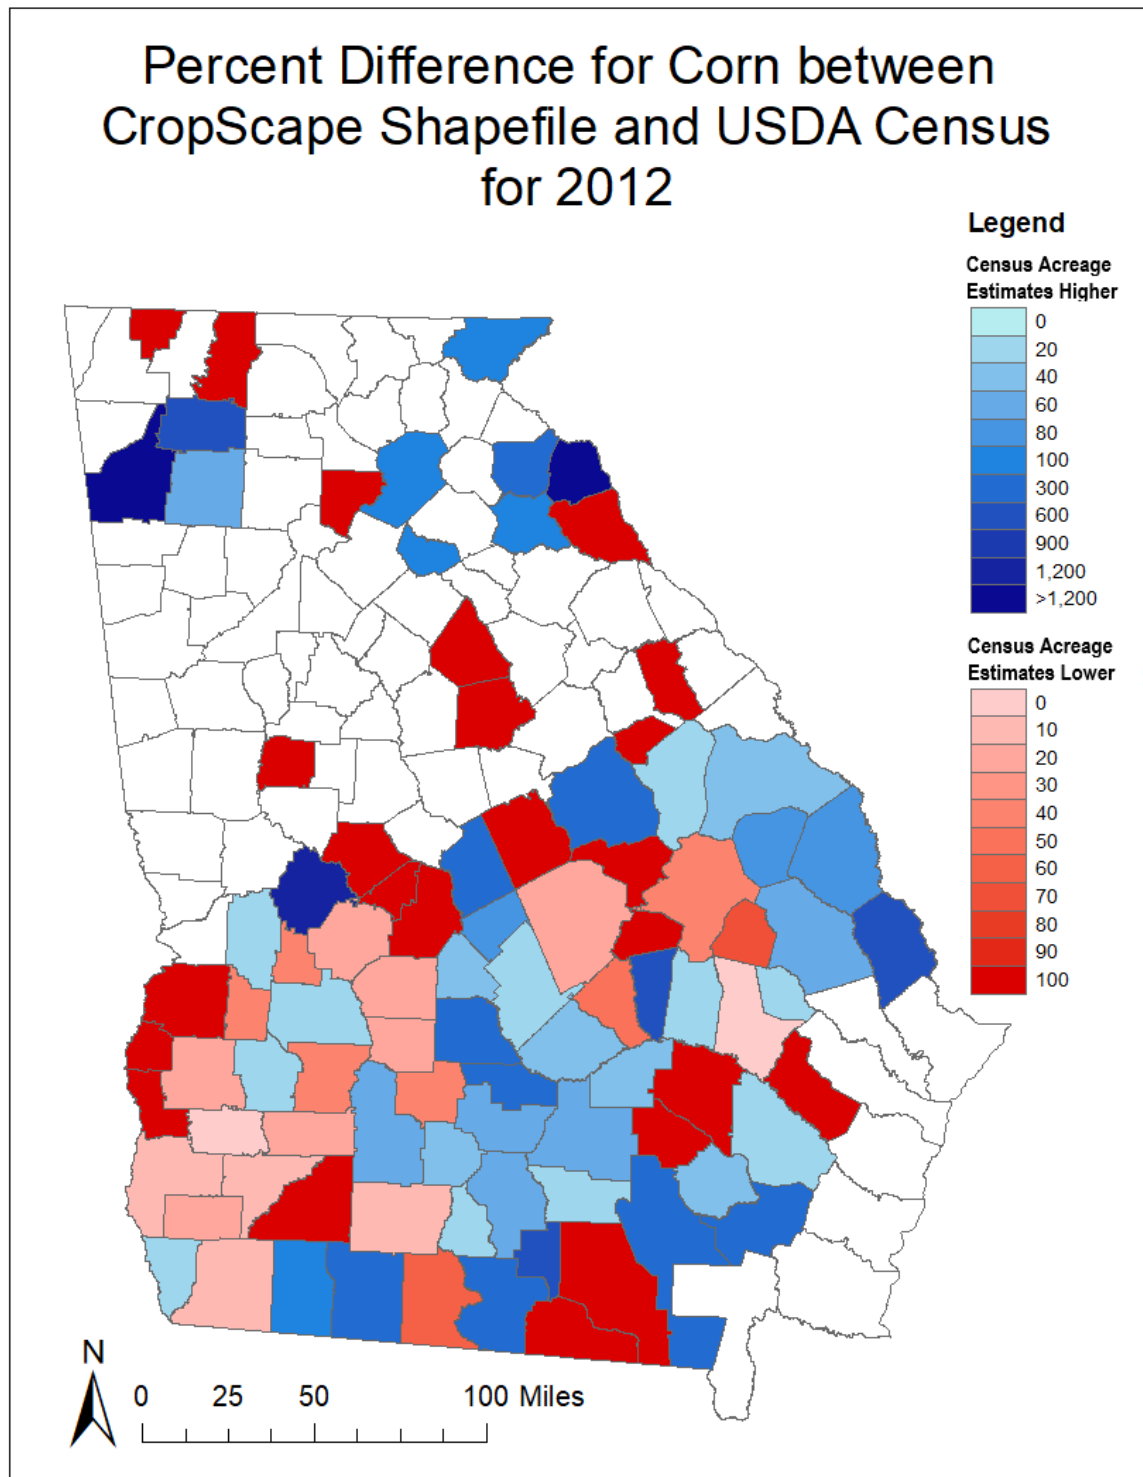 Percent Difference for Corn between
CropScape Shapefile and USDA Census
for 2012
Legend
Census Acreage
Estimates Higher
0
20
40
60
80
100
300
600
900
1,200
>1,200
Census Acreage
Estimates Lower
0
10
20
30
40
50
60
70
80
90
100
N
0 25 50 100 Miles